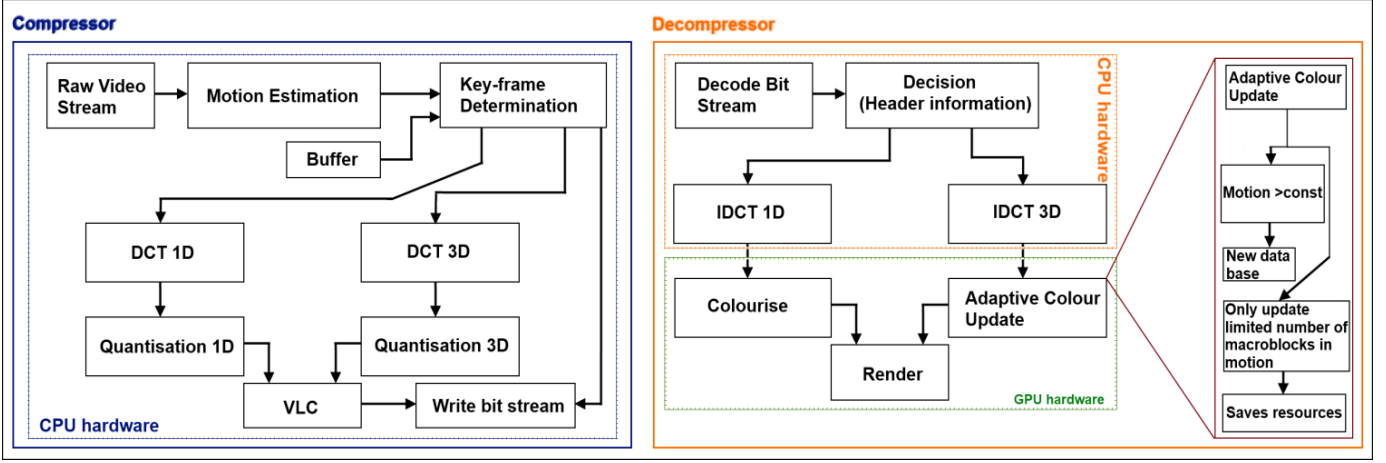 Compressor
Raw Video
Stream
Motion Estimation
Key-frame
Determination
Buffer
DCT 1D
DCT 3D
Quantisation 1D
Quantisation 3D
VLC
Write bit stream
CPU hardware
Decompressor
CPU hardware
Decode Bit
Stream
Decision
(Header information)
IDCT 1D
IDCT 3D
Colourise
Adaptive Colour
Update
Render
GPU hardware
Adaptive Colour
Update
Motion >const
New data
base
Only update
limited number of
macroblocks in
motion
Saves resources